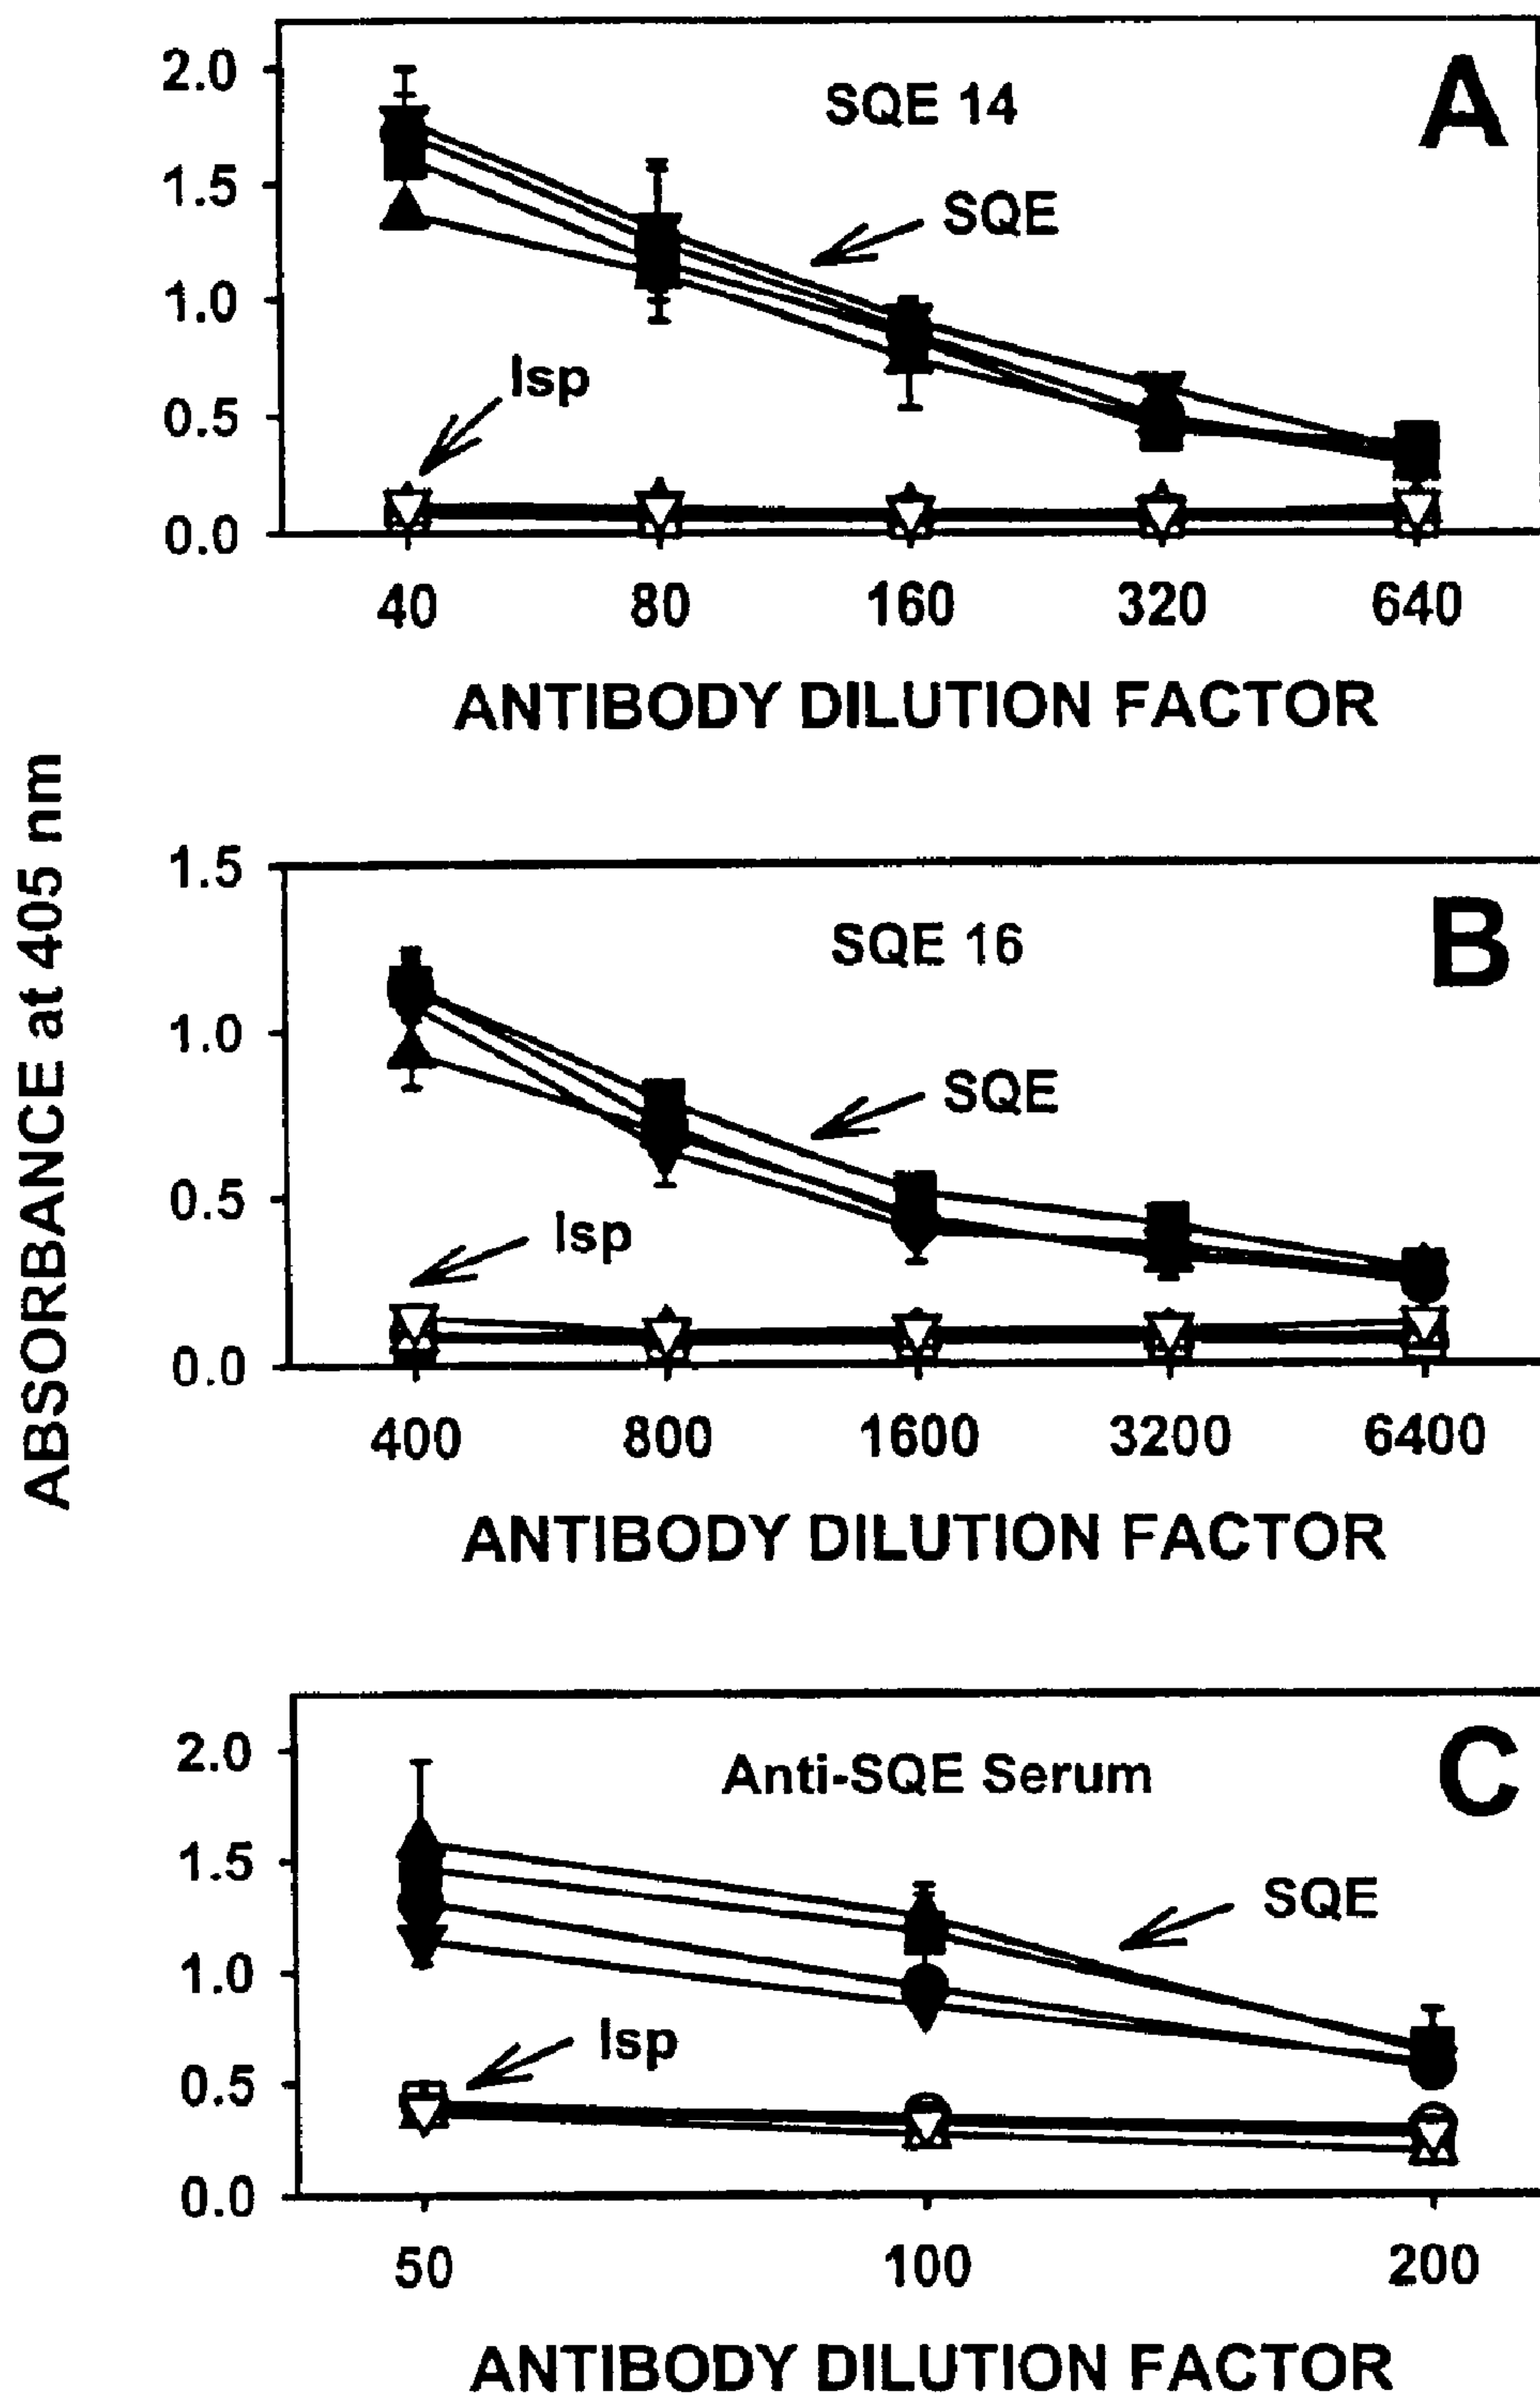 ABSORBANCE at 405 nm
A
SQE 14
SQE
Isp
2.0
1.5
1.0
0.5
0.0
40 80 160 320 640
ANTIBODY DILUTION FACTOR
B
SQE 16
SQE
Isp
1.5
1.0
0.5
0.0
400 800 1600 3200 6400
ANTIBODY DILUTION FACTOR
C
Anti-SQE Serum
SQE
Isp
2.0
1.5
1.0
0.5
0.0
50 100 200
ANTIBODY DILUTION FACTOR